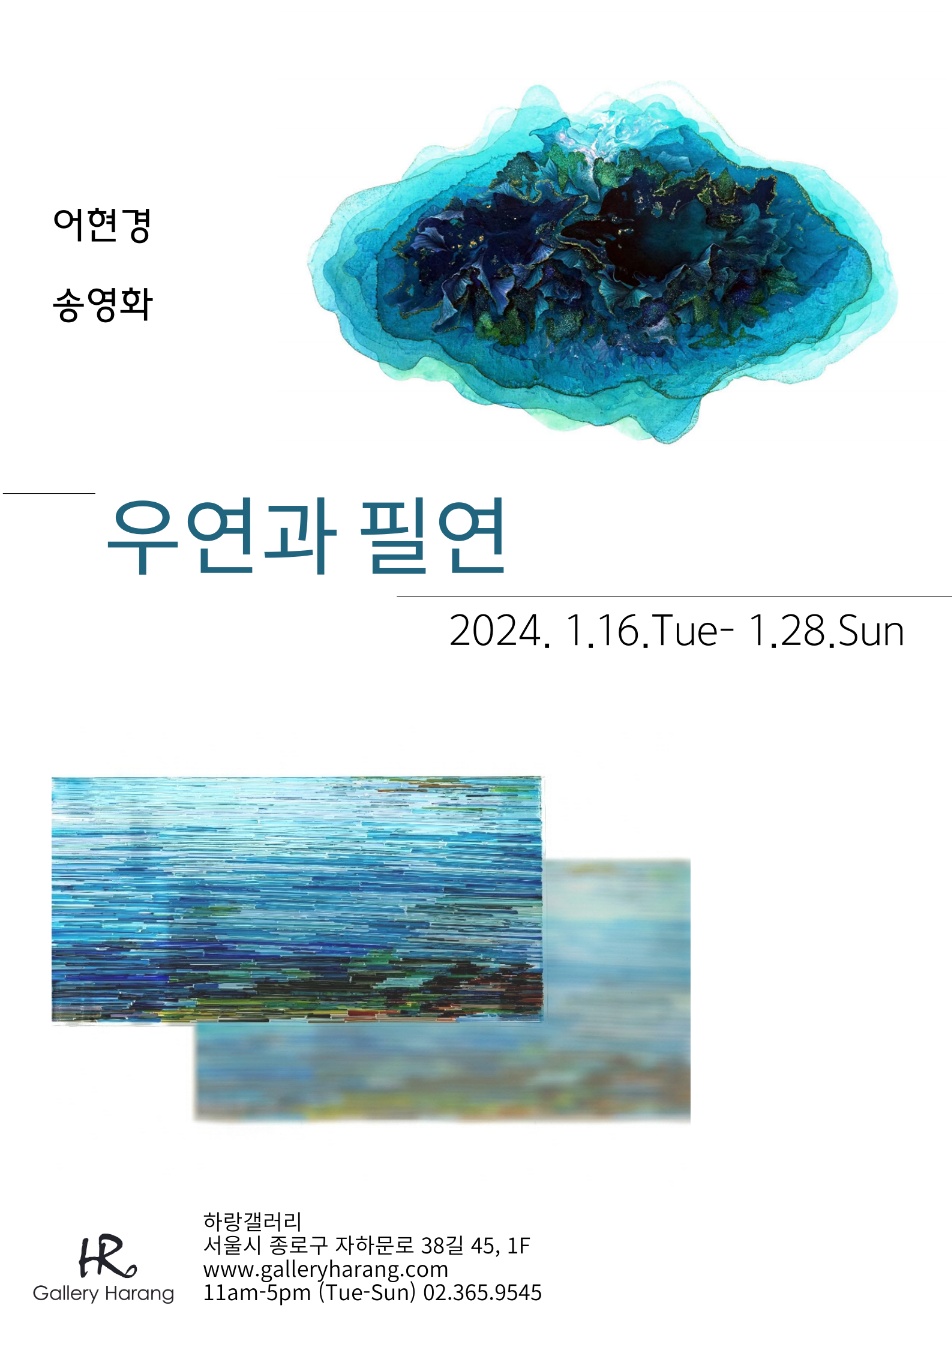 어현경
송영화
우연과 필연
2024. 1.16.Tue- 1.28.Sun
HR
Gallery Harang
하랑갤러리
서울시 종로구 자하문로 38길 45, 1F
www.galleryharang.com
11am-5pm (Tue-Sun) 02.365.9545